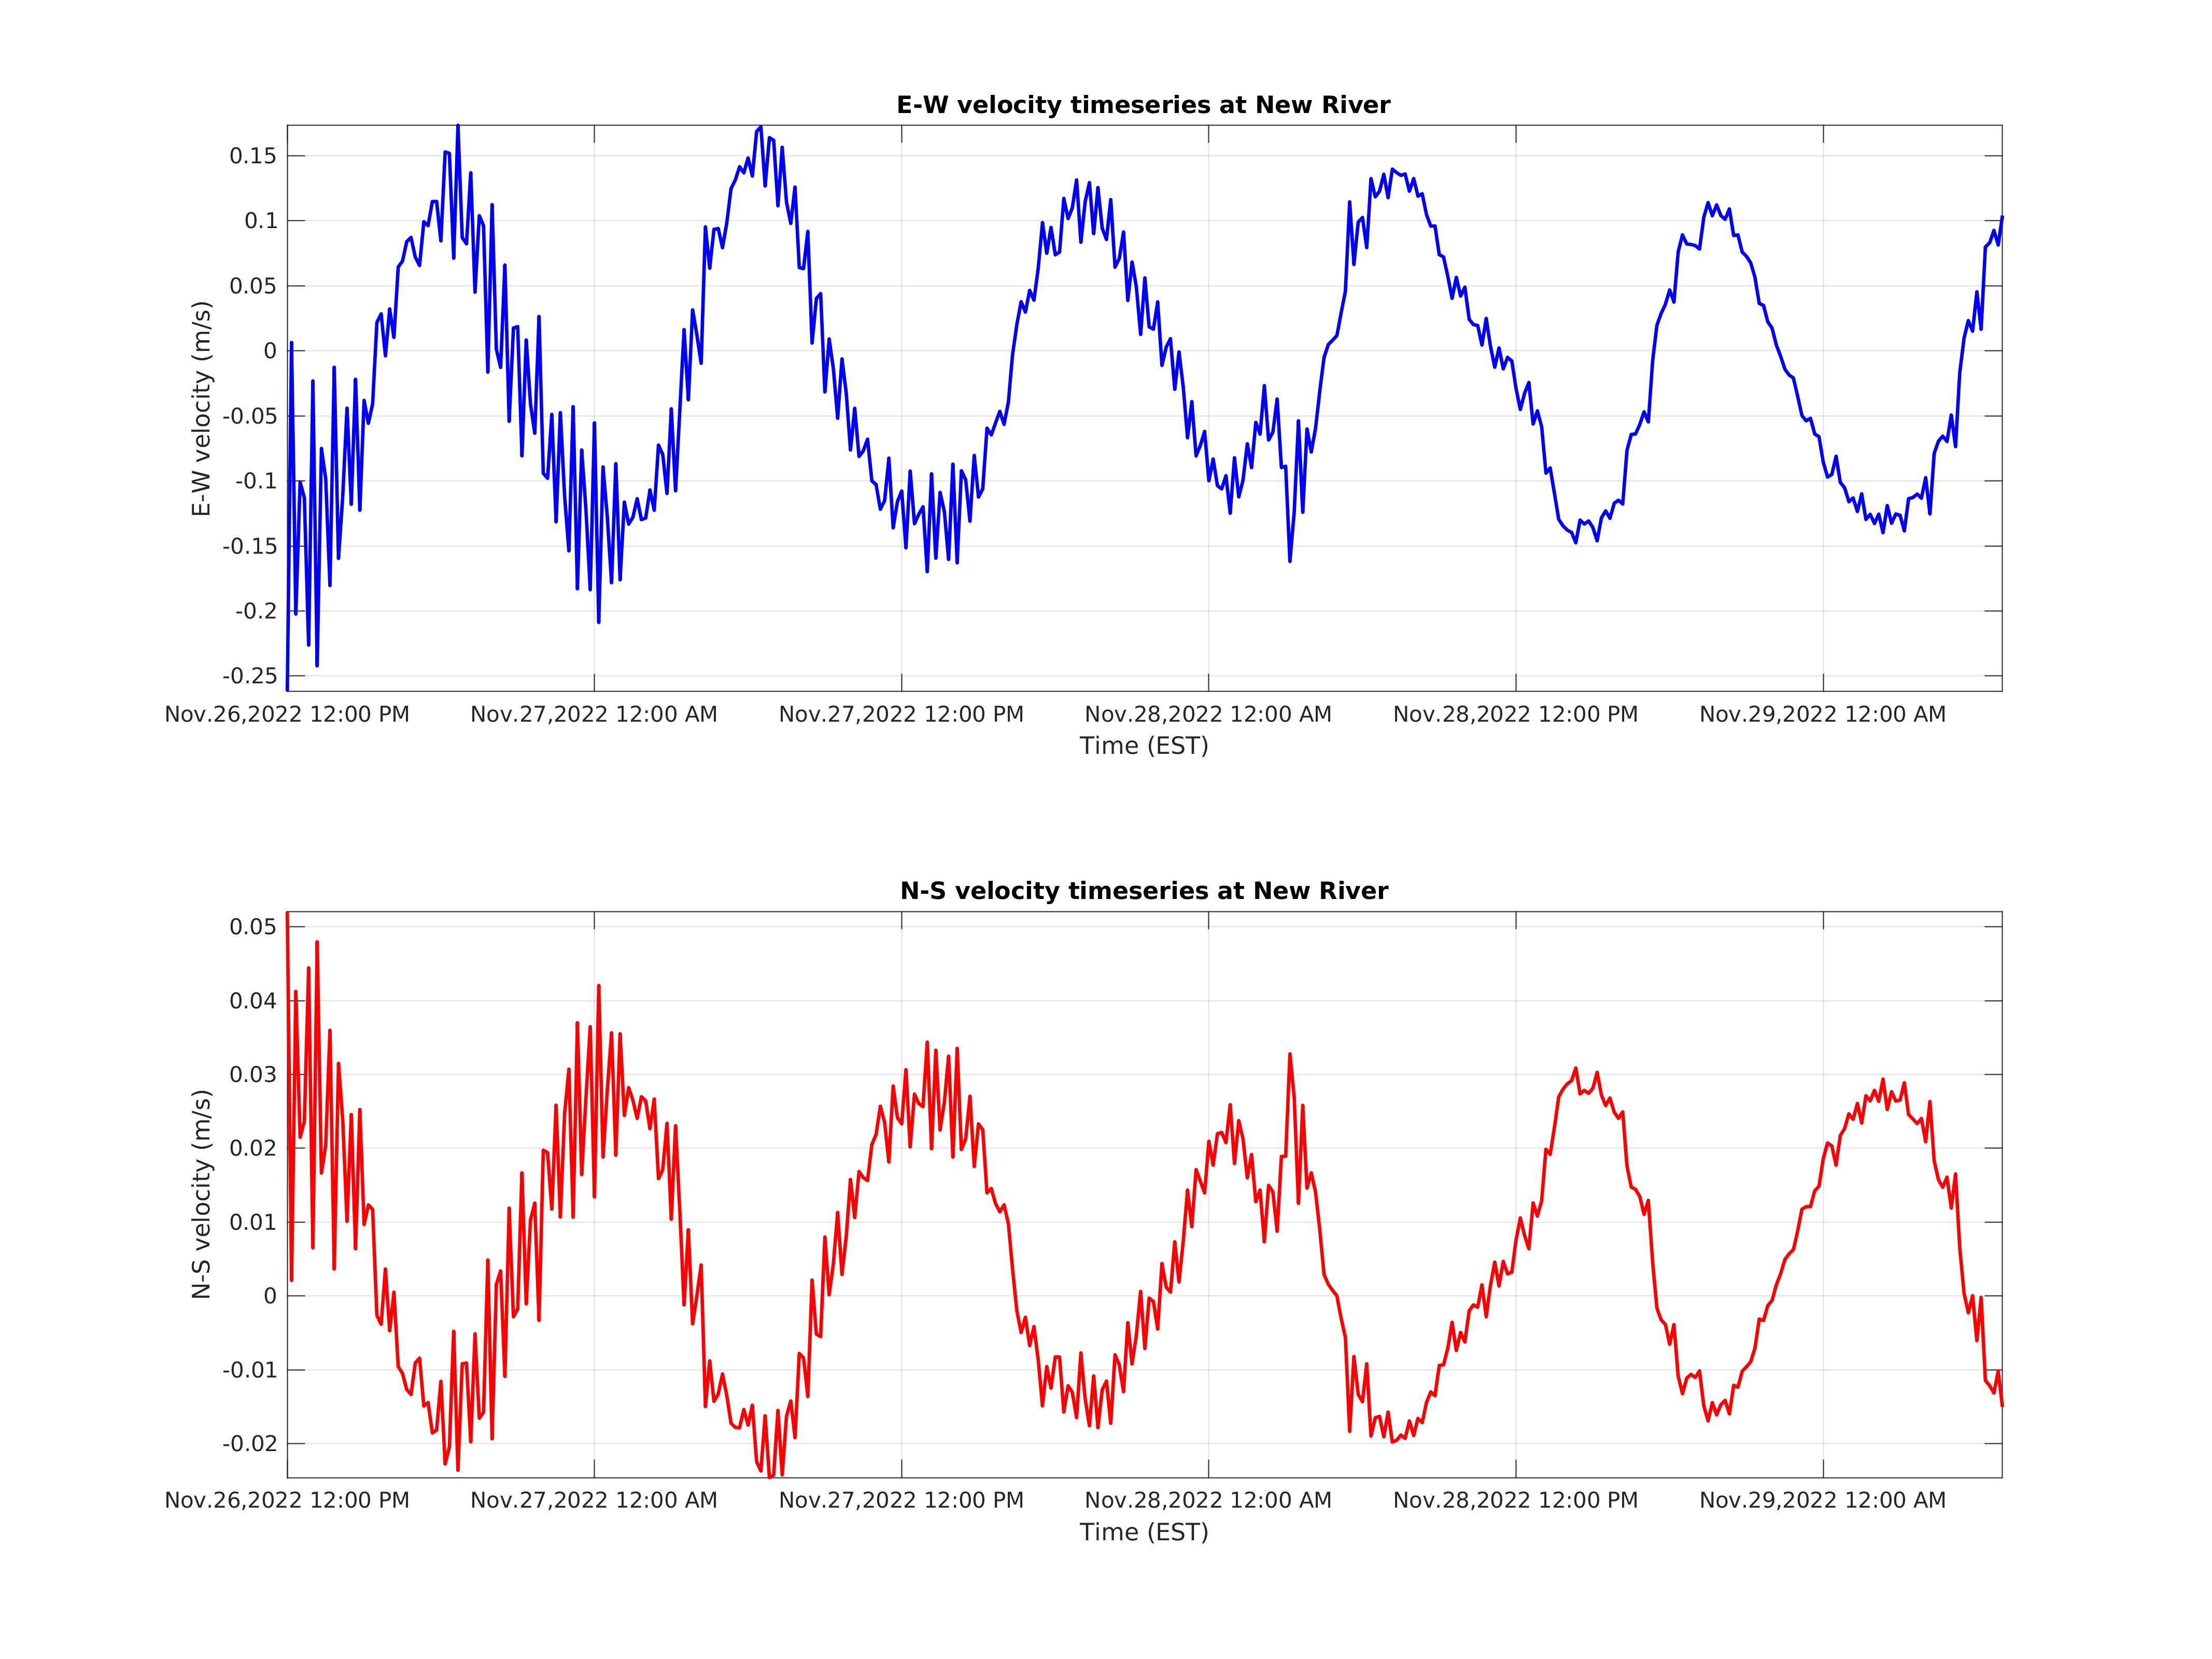 E-W velocity timeseries at New River
E-W velocity (m/s)
0.15
0.1
0.05
0
-0.05
-0.1
-0.15
-0.2
-0.25
Nov.26,2022 12:00 PM Nov.27,2022 12:00 AM Nov.27,2022 12:00 PM Nov.28,2022 12:00 AM Nov.28,2022 12:00 PM Nov.29,2022 12:00 AM
Time (EST)
N-S velocity timeseries at New River
N-S velocity (m/s)
0.05
0.04
0.03
0.02
0.01
0
-0.01
-0.02
Nov.26,2022 12:00 PM Nov.27,2022 12:00 AM Nov.27,2022 12:00 PM Nov.28,2022 12:00 AM Nov.28,2022 12:00 PM Nov.29,2022 12:00 AM
Time (EST)